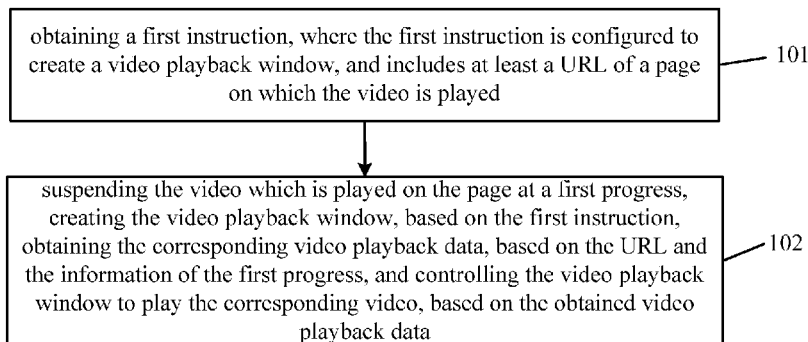 obtaining a first instruction, where the first instruction is configured to
create a video playback window, and includes at least a URL of a page
on which the video is played
101
suspending the video which is played on the page at a first progress,
creating the video playback window, based on the first instruction,
obtaining the corresponding video playback data, based on the URL and
the information of the first progress, and controlling the video playback
window to play the corresponding video, based on the obtained video
playback data
102